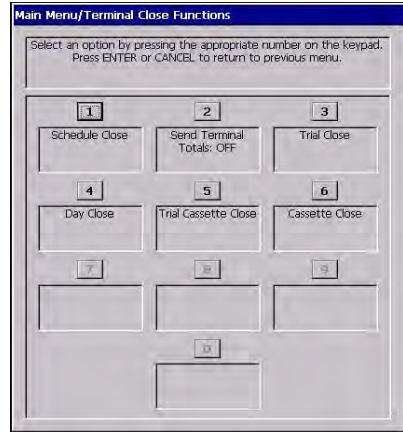 Main Menu/Terminal Close Functions
Select an option by pressing the appropriate number on the keypad.
Press ENTER or CANCEL to return to previous menu.
1 2 3
Schedule Close Send Terminal Trial Close
Totals: OFF
4 5 6
Day Close Trial Cassette Close Cassette Close
7 8 9
0